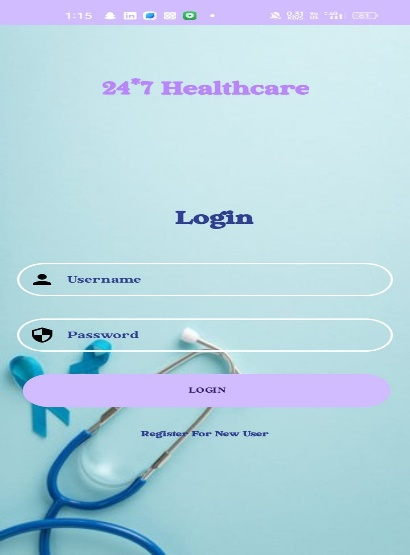 1:15
24*7 Healthcare
Login
Username
Password
LOGIN
Register For New User